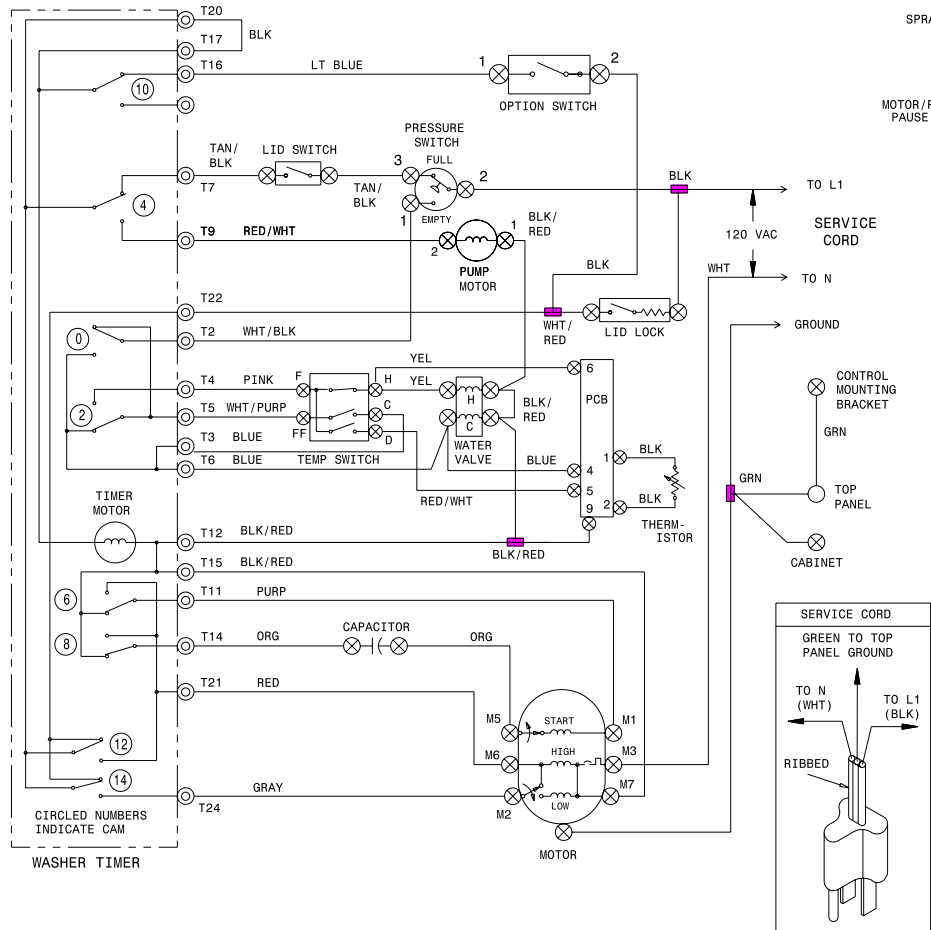 T20
BLK
T17
T16
LT BLUE
1
2
OPTION SWITCH
10
SPRA
MOTOR/R
PAUSE
PRESSURE
SWITCH
FULL
TAN/
BLK
LID SWITCH
3
T7
TAN/
BLK
2
BLK
TO L1
4
1
EMPTY
SERVICE
CORD
120 VAC
T9
RED/WHT
2
1
BLK/
RED
PUMP
MOTOR
BLK
WHT
TO N
T22
WHT/
RED
LID LOCK
GROUND
0
T2
WHT/BLK
YEL
6
T4
PINK
F
H
YEL
H
PCB
CONTROL
MOUNTING
BRACKET
2
T5
WHT/PURP
FF
C
D
C
BLK/
RED
GRN
T3
BLUE
TEMP SWITCH
WATER
VALVE
T6
BLUE
BLUE
4
1
BLK
RED/WHT
5
9
2
BLK
THERM-
ISTOR
GRN
TOP
PANEL
TIMER
MOTOR
T12
BLK/RED
BLK/RED
CABINET
T15
BLK/RED
6
T11
PURP
8
T14
ORG
CAPACITOR
ORG
T21
RED
M5
START
M1
M6
HIGH
M3
12
14
GRAY
T24
M2
LOW
M7
CIRCLED NUMBERS
INDICATE CAM
WASHER TIMER
MOTOR
SERVICE CORD
GREEN TO TOP
PANEL GROUND
TO N
(WHT)
TO L1
(BLK)
RIBBED